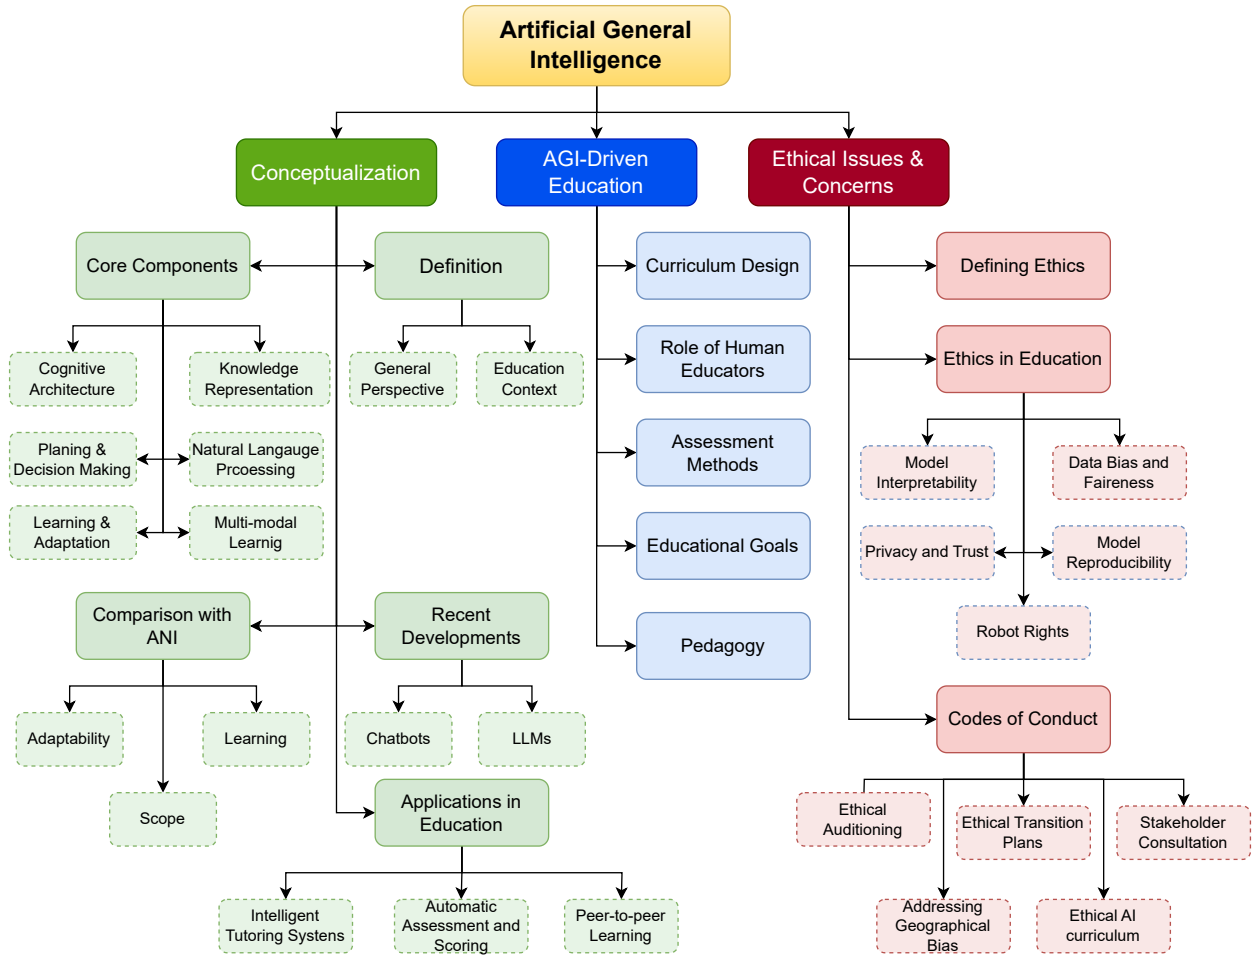 Artificial General
Intelligence
Conceptualization
AGI-Driven
Education
Ethical Issues &
Concerns
Core Components
Definition
Cognitive
Architecture
Knowledge
Representation
General
Perspective
Education
Context
Planing &
Decision Making
Natural Langauge
Prcoessing
Learning &
Adaptation
Multi-modal
Learnig
Comparison with
ANI
Recent
Developments
Adaptability
Learning
Scope
Chatbots
LLMs
Applications in
Education
Intelligent
Tutoring Systens
Automatic
Assessment and
Scoring
Peer-to-peer
Learning
Curriculum Design
Role of Human
Educators
Assessment
Methods
Educational Goals
Pedagogy
Defining Ethics
Ethics in Education
Model
Interpretability
Data Bias and
Faireness
Privacy and Trust
Model
Reproducibility
Robot Rights
Codes of Conduct
Ethical
Auditioning
Ethical Transition
Plans
Stakeholder
Consultation
Addressing
Geographical
Bias
Ethical AI
curriculum